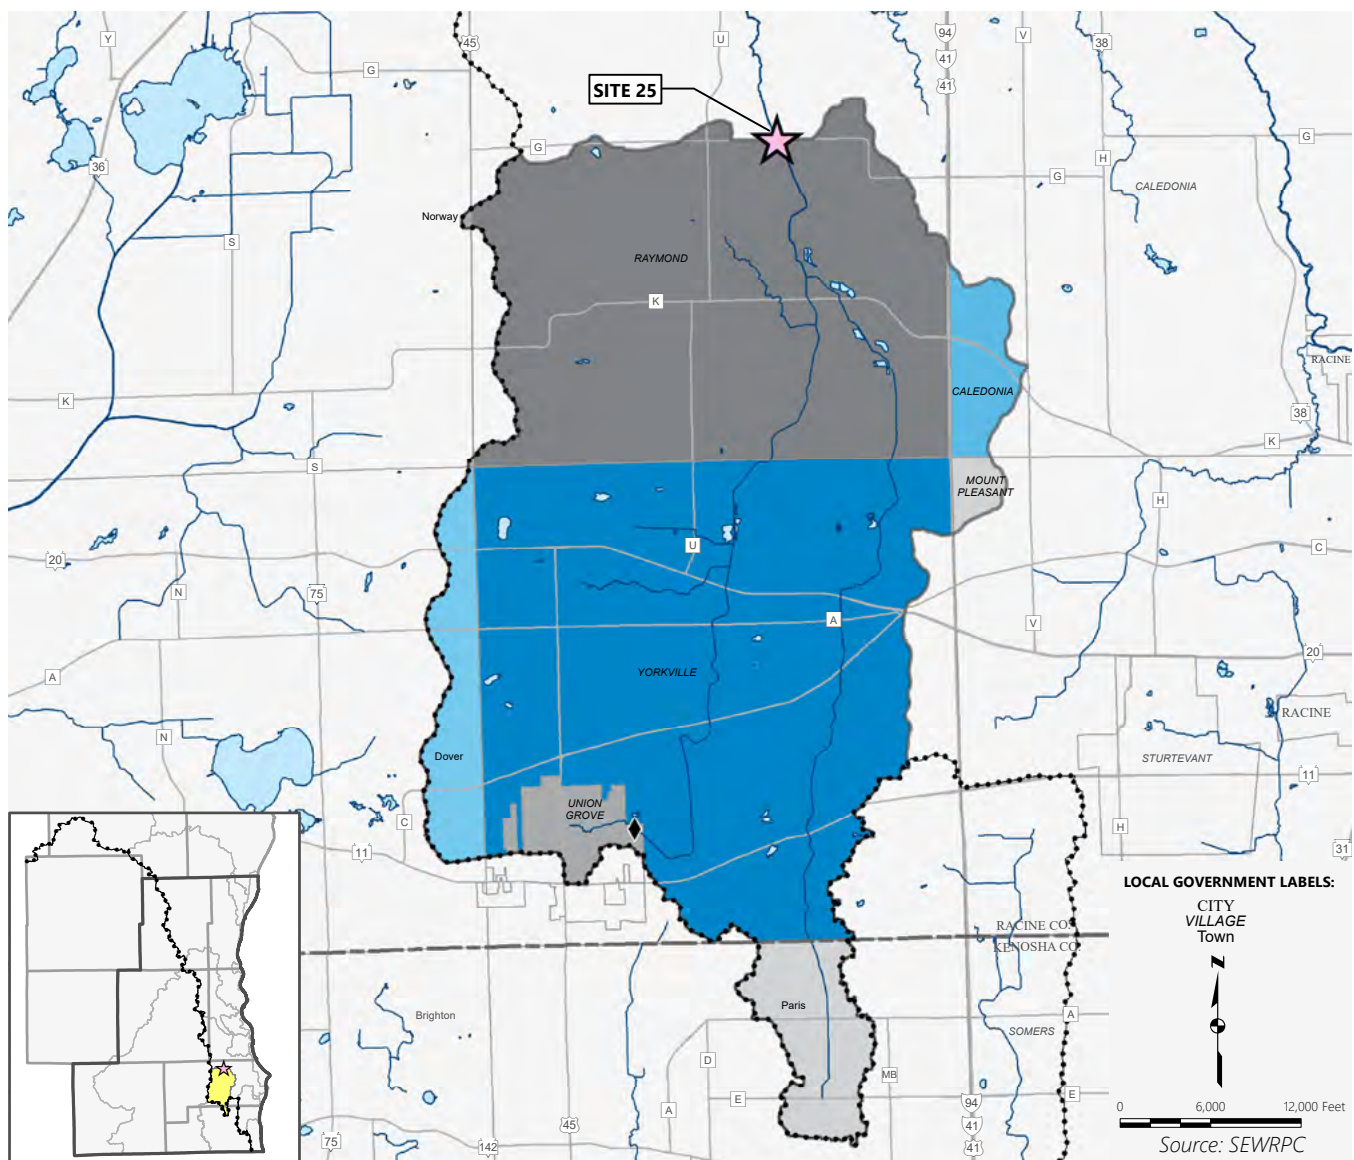 Y
45
U
94
41
41
V
38
G
SITE 25
G
G
H
G
36
CALEDONIA
Norway
S
RAYMOND
K
RACINE
CALEDONIA
K
38
K
S
MOUNT
PLEASANT
H
U
C
20
N
75
A
V
20
YORKVILLE
A
RACINE
N
Dover
STURTEVANT
11
UNION
GROVE
C
H
11
31
LOCAL GOVERNMENT LABELS:
CITY
VILLAGE
Town
N
RACINE CO.
KENOSHA CO.
Paris
Brighton
A
SOMERS
D
MB
E
E
A
94
41
41
45
75
142
0 6,000 12,000 Feet
Source: SEWRPC